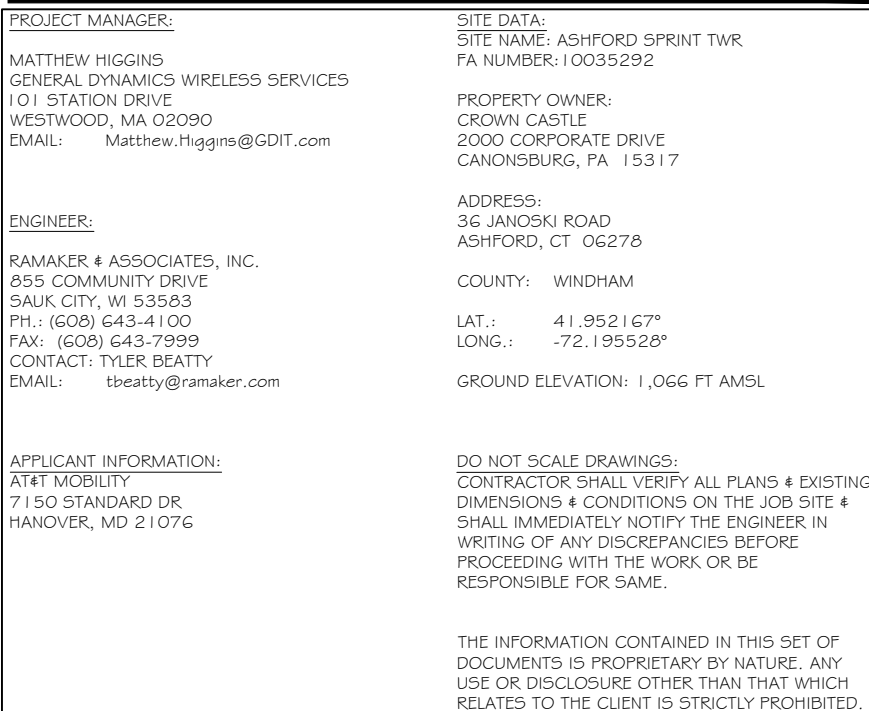 PROJECT MANAGER:
MATTHEW HIGGINS
GENERAL DYNAMICS WIRELESS SERVICES
101 STATION DRIVE
WESTWOOD, MA 02090
EMAIL: Matthew.Higgins@GDIT.com
ENGINEER:
RAMAKER & ASSOCIATES, INC.
855 COMMUNITY DRIVE
SAUK CITY, WI 53583
PH.: (608) 643-4100
FAX: (608) 643-7999
CONTACT: TYLER BEATTY
EMAIL: tbeatty@ramaker.com
APPLICANT INFORMATION:
AT&T MOBILITY
7150 STANDARD DR
HANOVER, MD 21076
SITE DATA:
SITE NAME: ASHFORD SPRINT TWR
FA NUMBER:10035292
PROPERTY OWNER:
CROWN CASTLE
2000 CORPORATE DRIVE
CANONSBURG, PA 15317
ADDRESS:
36 JANOSKI ROAD
ASHFORD, CT 06278
COUNTY: WINDHAM
LAT.: 41.952167°
LONG.: -72.195528°
GROUND ELEVATION: 1,066 FT AMSL
DO NOT SCALE DRAWINGS:
CONTRACTOR SHALL VERIFY ALL PLANS & EXISTING
DIMENSIONS & CONDITIONS ON THE JOB SITE &
SHALL IMMEDIATELY NOTIFY THE ENGINEER IN
WRITING OF ANY DISCREPANCIES BEFORE
PROCEEDING WITH THE WORK OR BE
RESPONSIBLE FOR SAME.
THE INFORMATION CONTAINED IN THIS SET OF
DOCUMENTS IS PROPRIETARY BY NATURE. ANY
USE OR DISCLOSURE OTHER THAN THAT WHICH
RELATES TO THE CLIENT IS STRICTLY PROHIBITED.